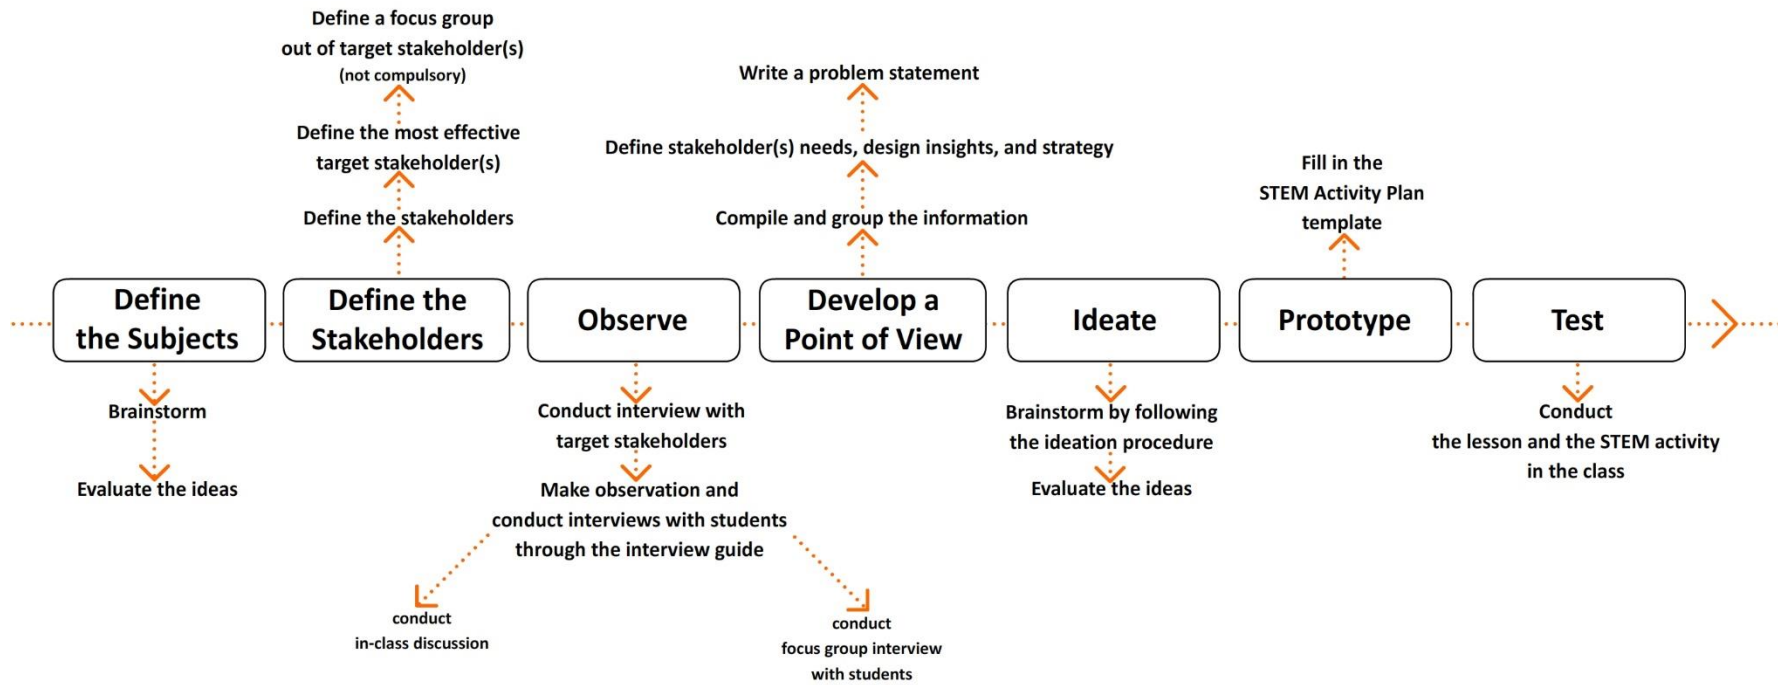 Define a focus group
out of target stakeholder(s)
(not compulsory)
Define the most effective
target stakeholder(s)
Define the stakeholders
Write a problem statement
Define stakeholder(s) needs, design insights, and strategy
Compile and group the information
Fill in the
STEM Activity Plan
template
Define
the Subjects
Define the
Stakeholders
Observe
Develop a
Point of View
Ideate
Prototype
Test
Brainstorm
Evaluate the ideas
Conduct interview with
target stakeholders
Make observation and
conduct interviews with students
through the interview guide
conduct
in-class discussion
conduct
focus group interview
with students
Brainstorm by following
the ideation procedure
Evaluate the ideas
Conduct
the lesson and the STEM activity
in the class